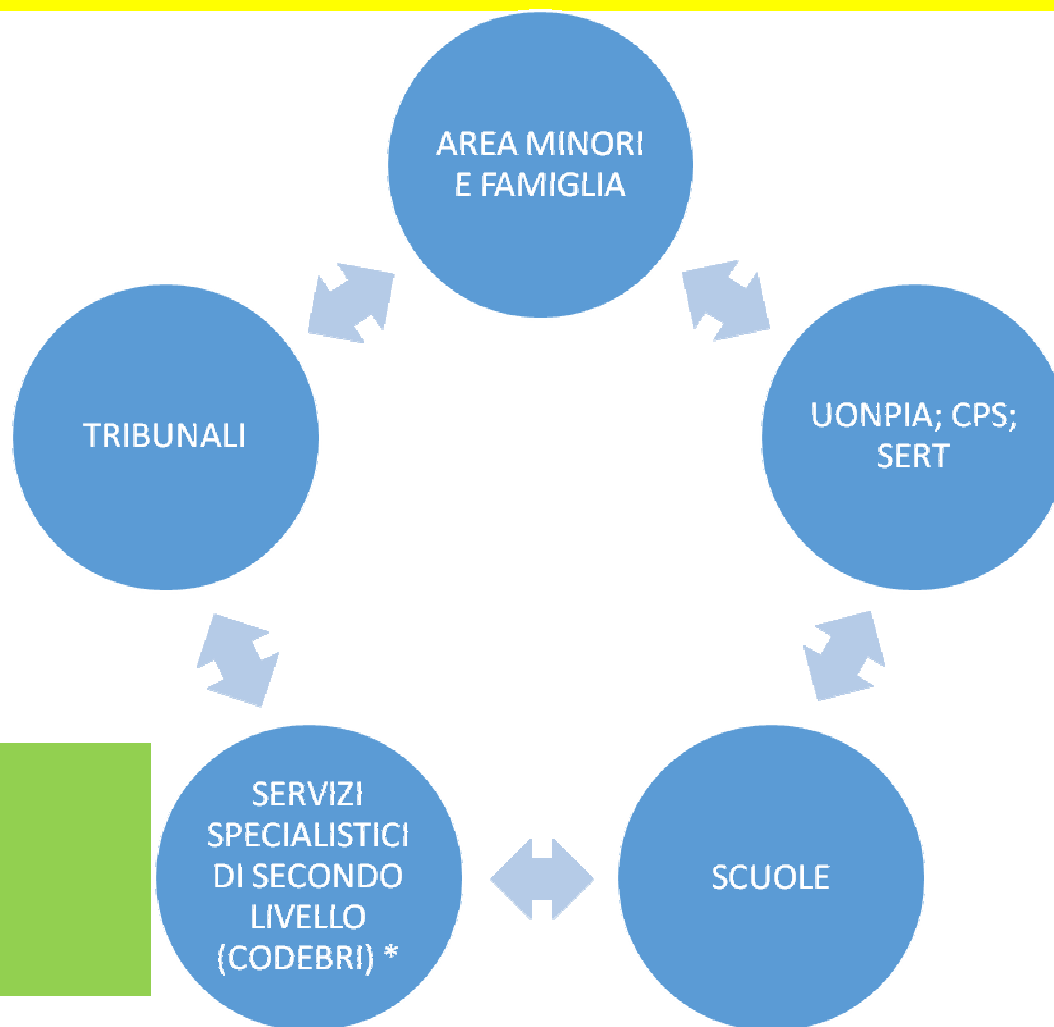 AREA MINORI
E FAMIGLIA
TRIBUNALI
UONPIA; CPS;
SERT
SERVIZI
SPECIALISTICI
DI SECONDO
LIVELLO
(CODEBRI) *
SCUOLE